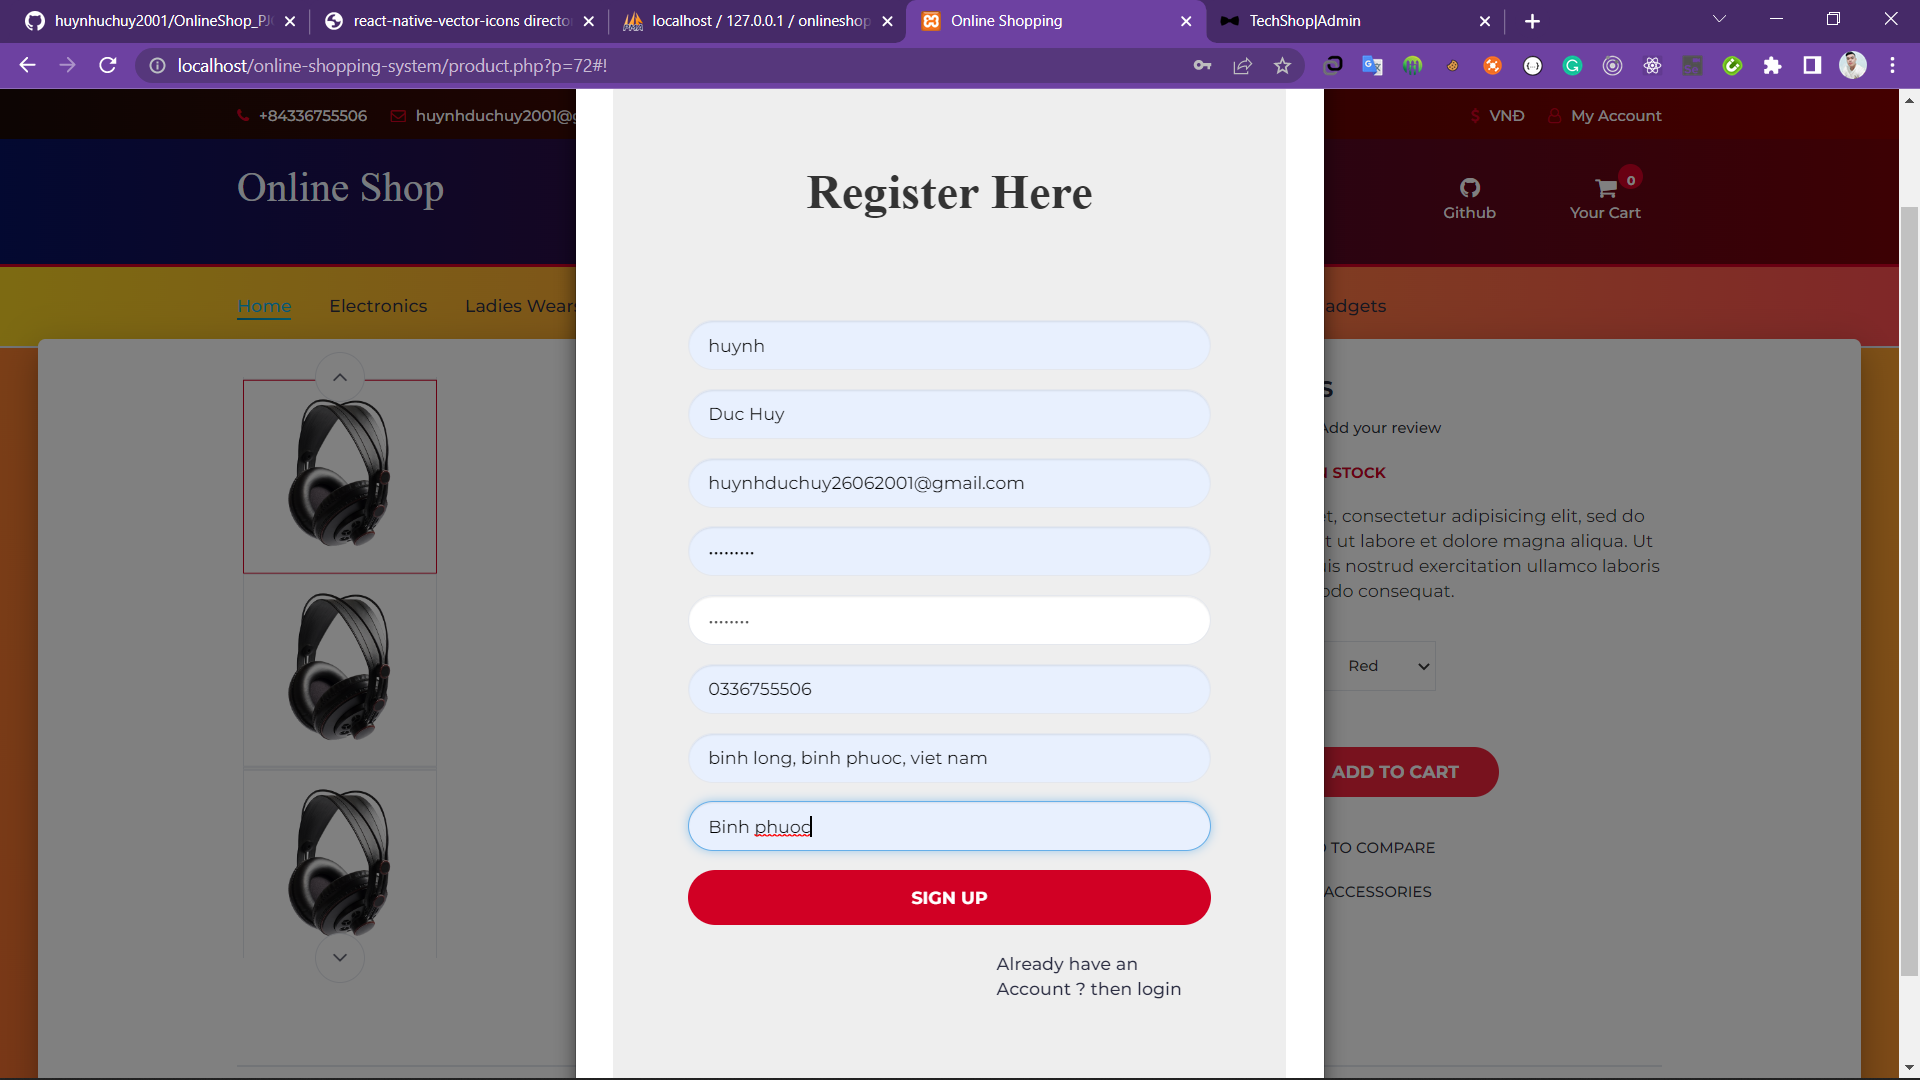 huynhuchuy2001/OnlineShop_PJ
react-native-vector-icons directo
localhost / 127.0.0.1 / onlineshop
Online Shopping
TechShop|Admin
localhost/online-shopping-system/product.php?p=72#!
+84336755506
huynhduchuy2001@g
$ VNĐ
My Account
Online Shop
Register Here
Github
0
Your Cart
Home
Electronics
Ladies Wears
adgets
huynh
Duc Huy
huynhduchuy26062001@gmail.com
•••••••••
••••••••
0336755506
binh long, binh phuoc, viet nam
Binh phuoc
SIGN UP
Already have an
Account ? then login
S
Add your review
N STOCK
et, consectetur adipisicing elit, sed do
t ut labore et dolore magna aliqua. Ut
uis nostrud exercitation ullamco laboris
odo consequat.
Red
ADD TO CART
TO COMPARE
ACCESSORIES